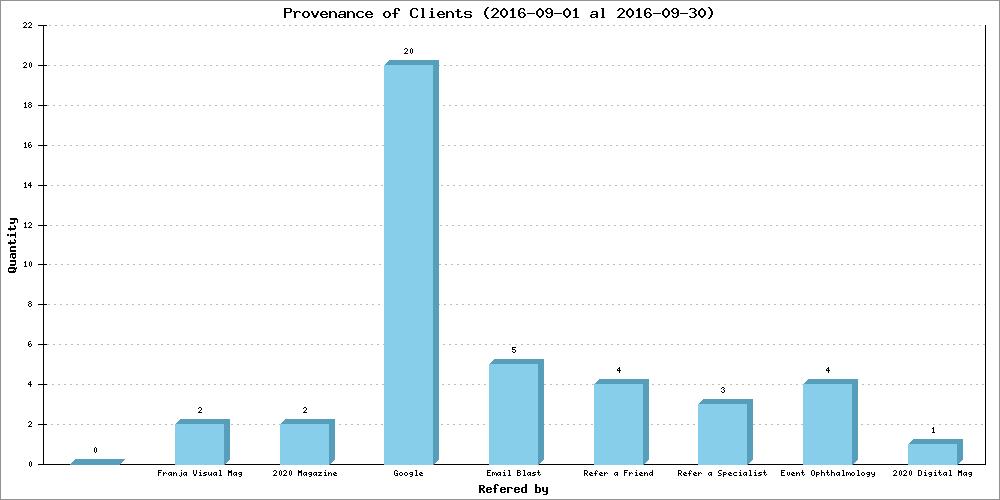 Provenance of Clients (2016-09-01 al 2016-09-30)
22
20
18
16
14
12
10
8
6
4
2
0
Quantity
0
2
2
20
5
4
3
4
1
Franja Visual Mag
2020 Magazine
Google
Email Blast
Refer a Friend
Refer a Specialist
Event Ophthalmology
2020 Digital Mag
Refered by